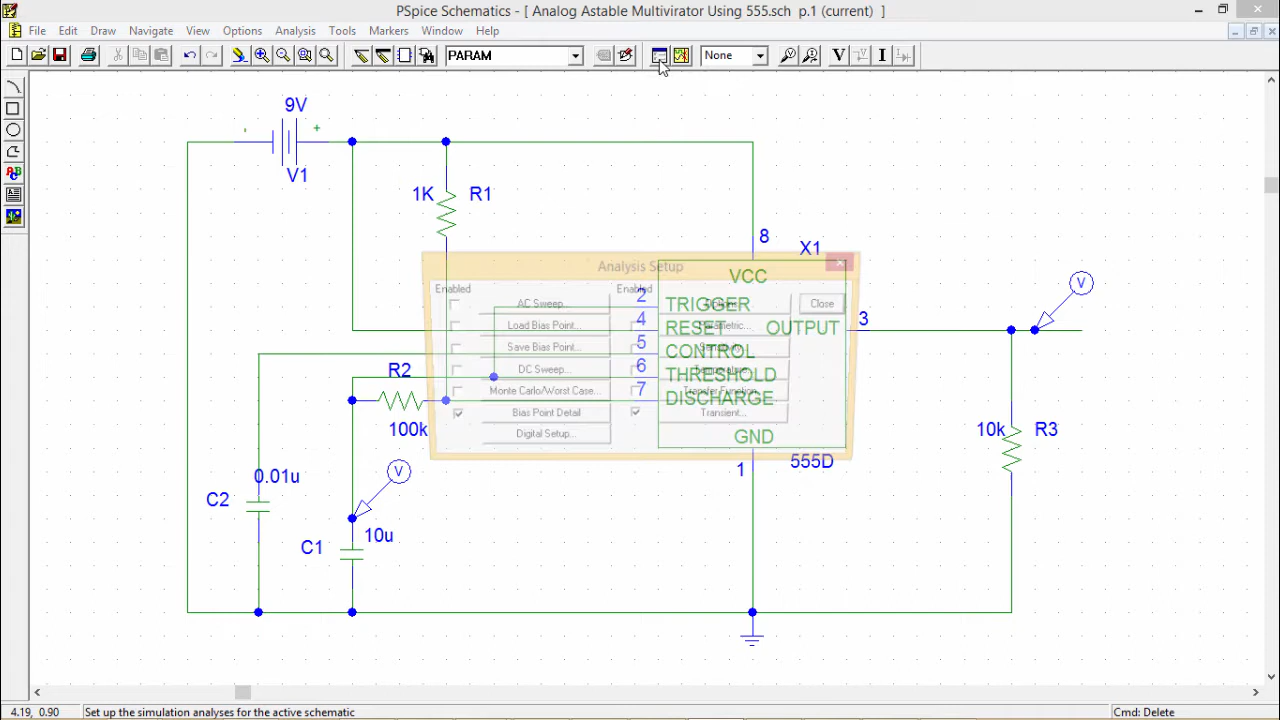 PSpice Schematics - [ Analog Astable Multivirator Using 555.sch  p.1 (current)  ]
File Edit Draw Navigate View Options Analysis Tools Markers Window Help
PARAM
None
V
I
ABC
9V
V1
1K
R1
8
X1
VCC
Analysis Setup
Enabled
Enabled
AC Sweep...
Close
Load Bias Point...
Parametric...
Save Bias Point...
DC Sweep...
Monte Carlo/Worst Case...
Transfer Function...
Bias Point Detail
Transient...
Digital Setup...
2
TRIGGER
4
RESET
OUTPUT
3
5
CONTROL
6
THRESHOLD
7
DISCHARGE
GND
1
555D
V
R2
100k
10k
R3
V
0.01u
C2
10u
C1
4.19, 0.90
Set up the simulation analyses for the active schematic
Cmd: Delete